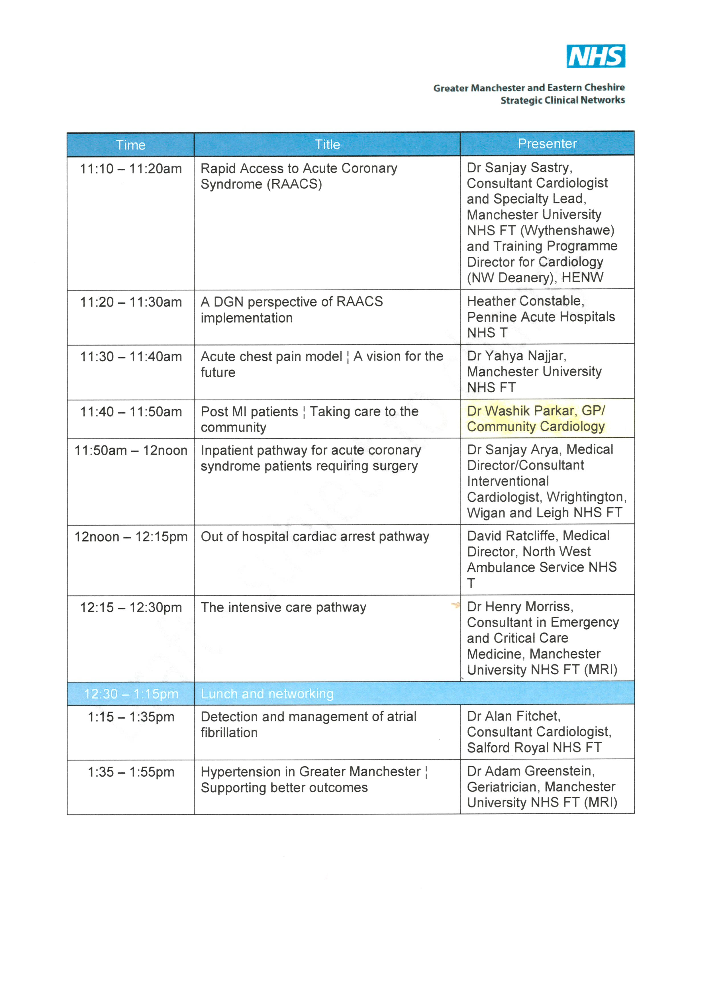 NHS
Greater Manchester and Eastern Cheshire
Strategic Clinical Networks
Time Title Presenter
11:10 – 11:20am
Rapid Access to Acute Coronary
Syndrome (RAACS)
Dr Sanjay Sastry,
Consultant Cardiologist
and Specialty Lead,
Manchester University
NHS FT (Wythenshawe)
and Training Programme
Director for Cardiology
(NW Deanery), HENW
11:20 – 11:30am
A DGN perspective of RAACS
implementation
Heather Constable,
Pennine Acute Hospitals
NHS T
11:30 – 11:40am
Acute chest pain model ¦ A vision for the
future
Dr Yahya Najjar,
Manchester University
NHS FT
11:40 – 11:50am
Post MI patients ¦ Taking care to the
community
Dr Washik Parkar, GP/
Community Cardiology
11:50am – 12noon
Inpatient pathway for acute coronary
syndrome patients requiring surgery
Dr Sanjay Arya, Medical
Director/Consultant
Interventional
Cardiologist, Wrightington,
Wigan and Leigh NHS FT
12noon – 12:15pm
Out of hospital cardiac arrest pathway
David Ratcliffe, Medical
Director, North West
Ambulance Service NHS
T
12:15 – 12:30pm
The intensive care pathway
Dr Henry Morriss,
Consultant in Emergency
and Critical Care
Medicine, Manchester
University NHS FT (MRI)
12:30 – 1:15pm
Lunch and networking
1:15 – 1:35pm
Detection and management of atrial
fibrillation
Dr Alan Fitchet,
Consultant Cardiologist,
Salford Royal NHS FT
1:35 – 1:55pm
Hypertension in Greater Manchester ¦
Supporting better outcomes
Dr Adam Greenstein,
Geriatrician, Manchester
University NHS FT (MRI)